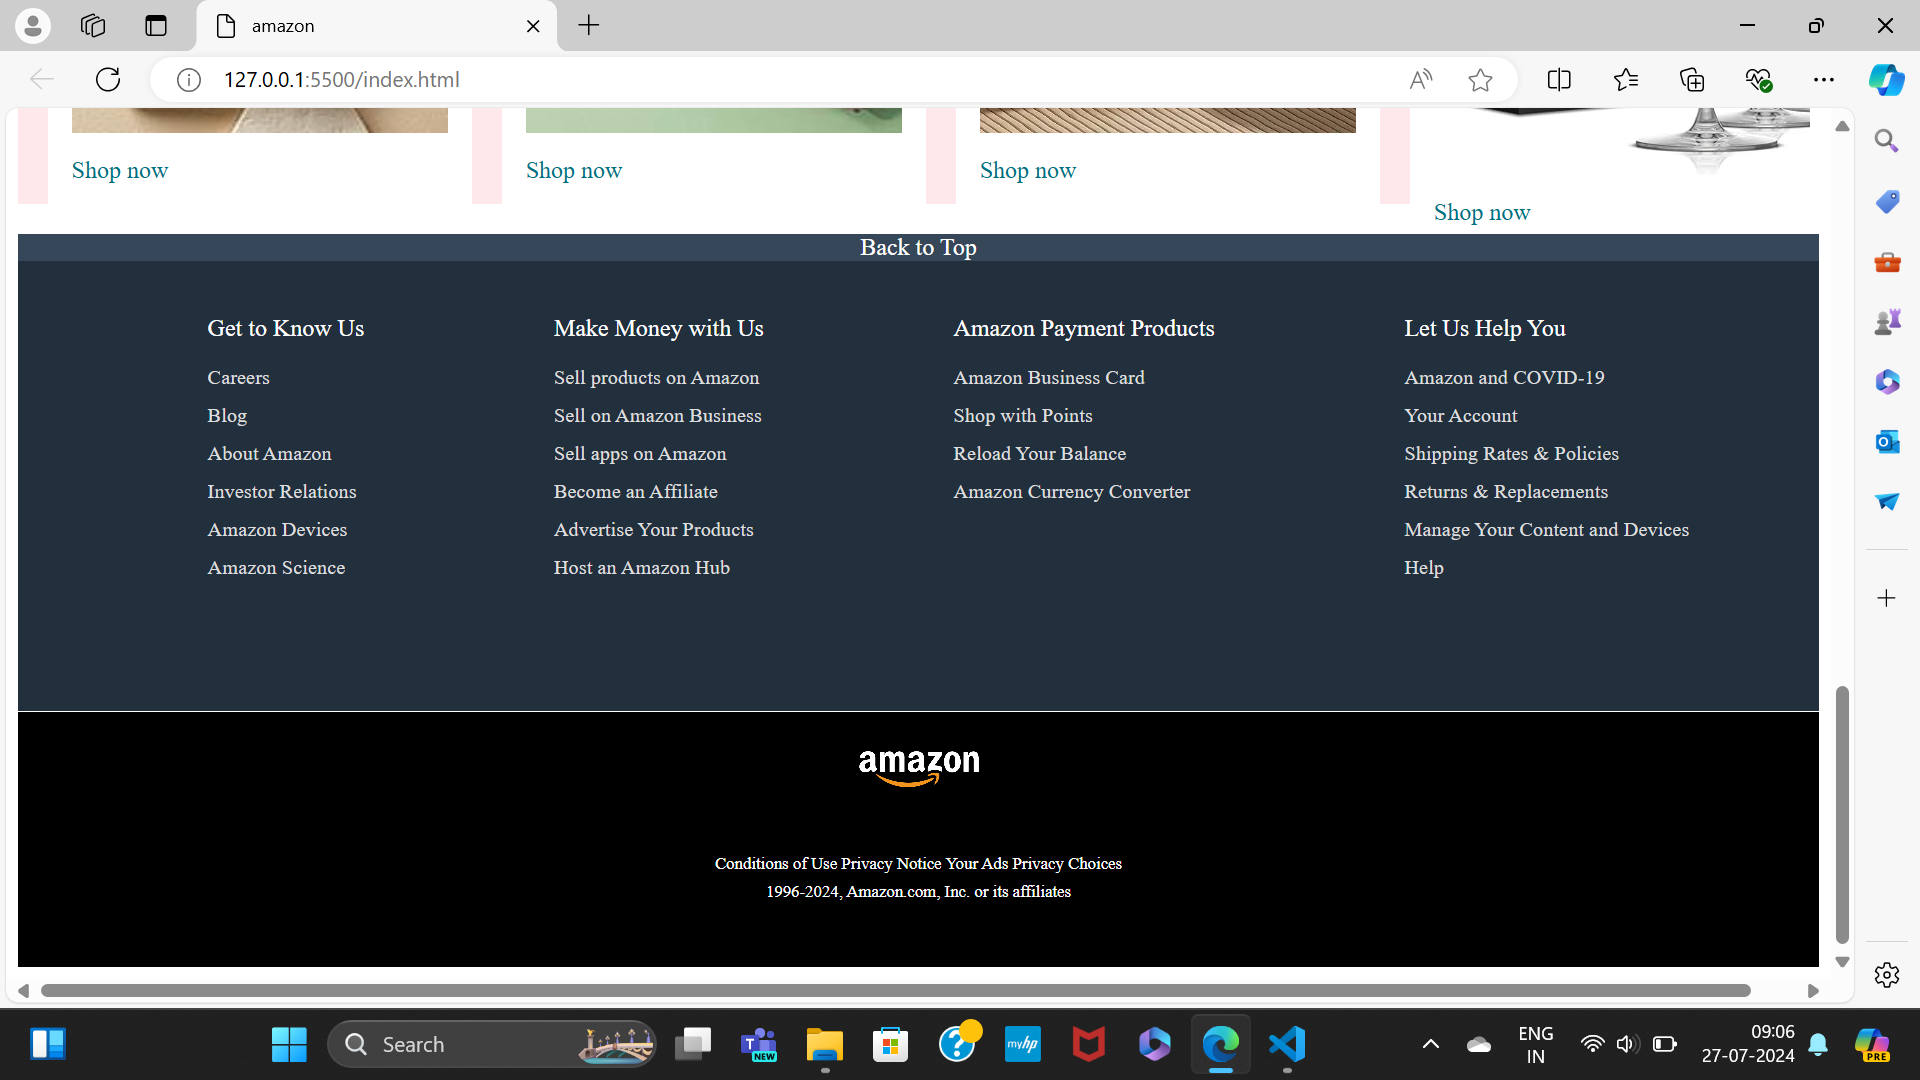 amazon
127.0.0.1:5500/index.html
Shop now
Shop now
Shop now
Shop now
Back to Top
Get to Know Us
Careers
Blog
About Amazon
Investor Relations
Amazon Devices
Amazon Science
Make Money with Us
Sell products on Amazon
Sell on Amazon Business
Sell apps on Amazon
Become an Affiliate
Advertise Your Products
Host an Amazon Hub
Amazon Payment Products
Amazon Business Card
Shop with Points
Reload Your Balance
Amazon Currency Converter
Let Us Help You
Amazon and COVID-19
Your Account
Shipping Rates & Policies
Returns & Replacements
Manage Your Content and Devices
Help
amazon
Conditions of Use Privacy Notice Your Ads Privacy Choices
1996-2024, Amazon.com, Inc. or its affiliates
Search
NEW
myhp
ENG
IN
09:06
27-07-2024
PRE